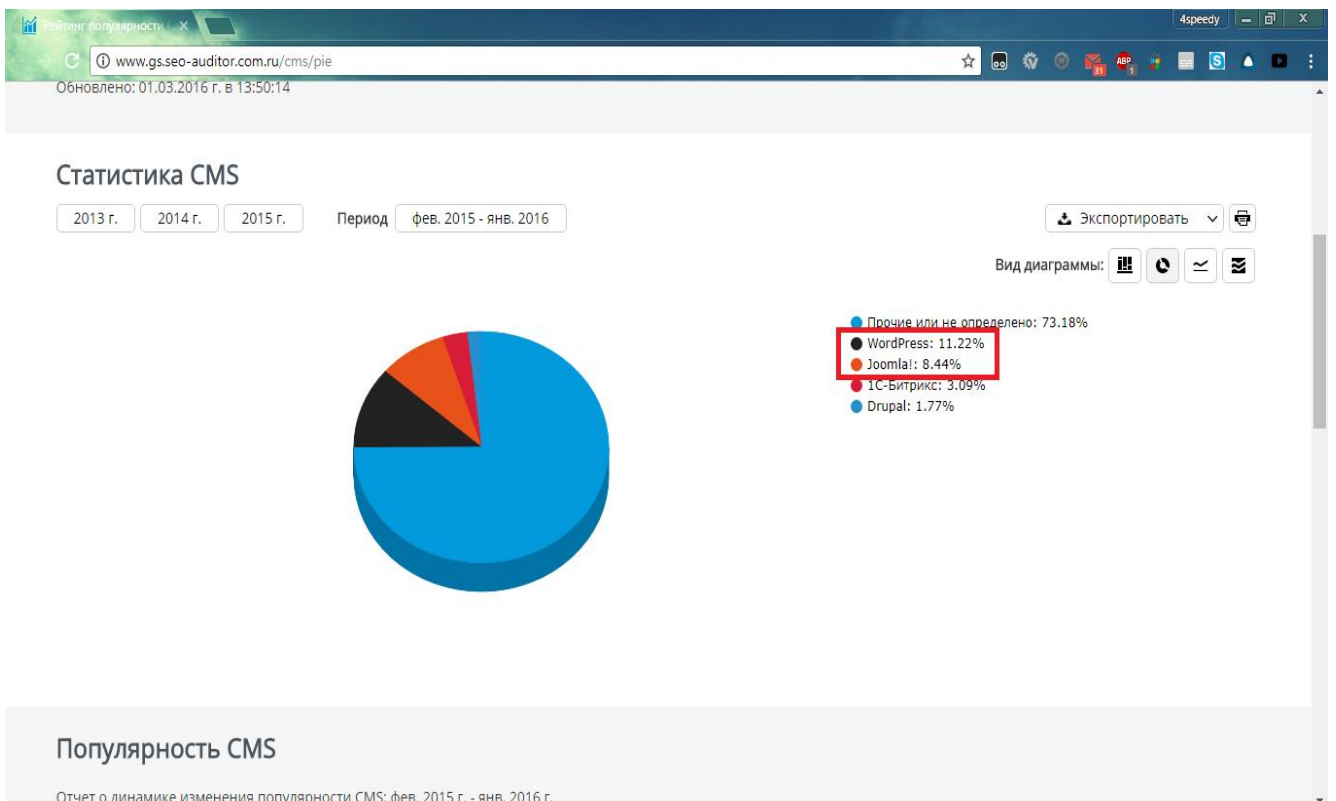 Рейтинг популярности
4speedy
www.gs.seo-auditor.com.ru/cms/pie
31
ABP
1
S
Обновлено: 01.03.2016 г. в 13:50:14
Статистика CMS
2013 г. 2014 г. 2015 г. Период фев. 2015 - янв. 2016 Экспортировать
Вид диаграммы:
Прочие или не определено: 73.18%
WordPress: 11.22%
Joomla!: 8.44%
1С-Битрикс: 3.09%
Drupal: 1.77%
Популярность CMS
Отчет о динамике изменения популярности CMS: фев. 2015 г. - янв. 2016 г.